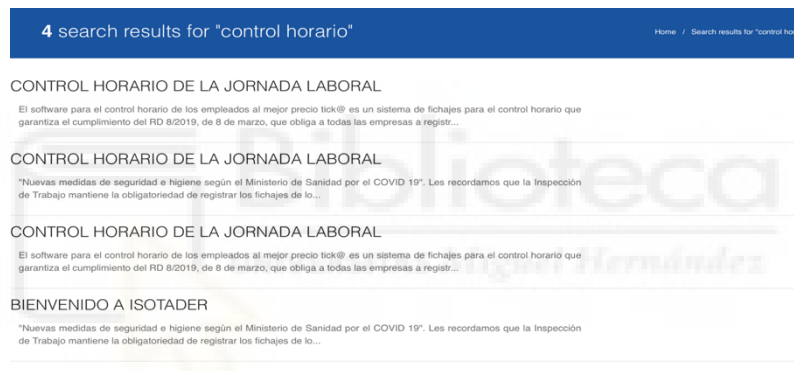 4 search results for "control horario"
Home / Search results for "control ho
CONTROL HORARIO DE LA JORNADA LABORAL
El software para el control horario de los empleados al mejor precio tick@ es un sistema de fichajes para el control horario que
garantiza el cumplimiento del RD 8/2019, de 8 de marzo, que obliga a todas las empresas a registr...
CONTROL HORARIO DE LA JORNADA LABORAL
"Nuevas medidas de seguridad e higiene según el Ministerio de Sanidad por el COVID 19". Les recordamos que la Inspección
de Trabajo mantiene la obligatoriedad de registrar los fichajes de lo...
CONTROL HORARIO DE LA JORNADA LABORAL
El software para el control horario de los empleados al mejor precio tick@ es un sistema de fichajes para el control horario que
garantiza el cumplimiento del RD 8/2019, de 8 de marzo, que obliga a todas las empresas a registr...
BIENVENIDO A ISOTADER
"Nuevas medidas de seguridad e higiene según el Ministerio de Sanidad por el COVID 19". Les recordamos que la Inspección
de Trabajo mantiene la obligatoriedad de registrar los fichajes de lo...
Biblioteca
Miguel Hernández